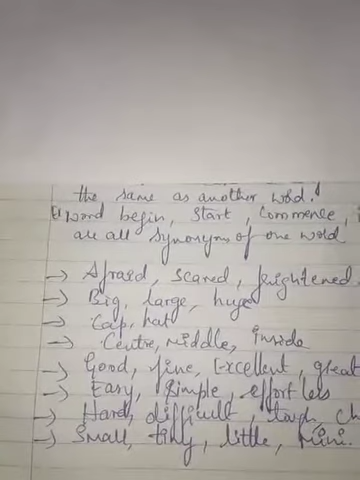 the same as another word.
word begin, start, commence,
are all synonyms of one word
→ Afraid, scared, frightened
→ Big, large, huge
→ Cap, hat
→ Centre, middle, inside
→ Good, fine, Excellent, great
→ Easy, simple, effortless
→ Hard, difficult, tough, ch
→ Small, tiny, little, mini.